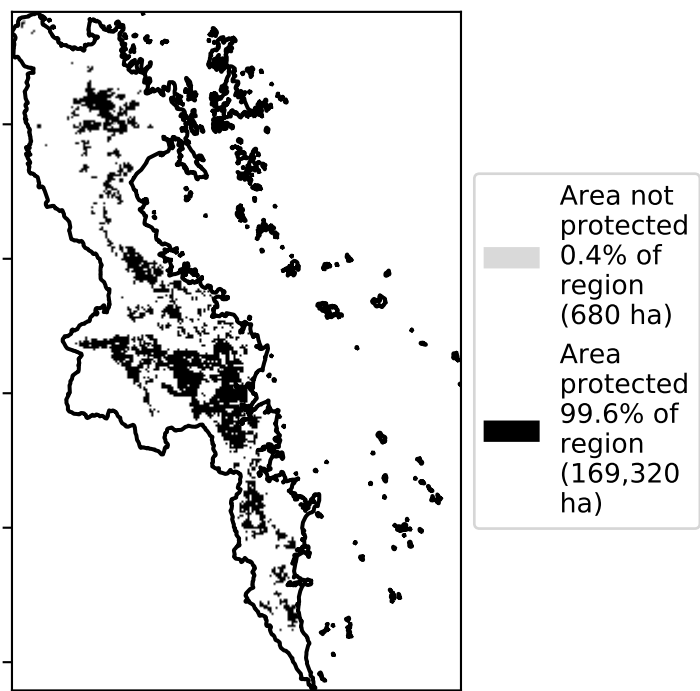 Area not
protected
0.4% of
region
(680 ha)
Area
protected
99.6% of
region
(169,320
ha)